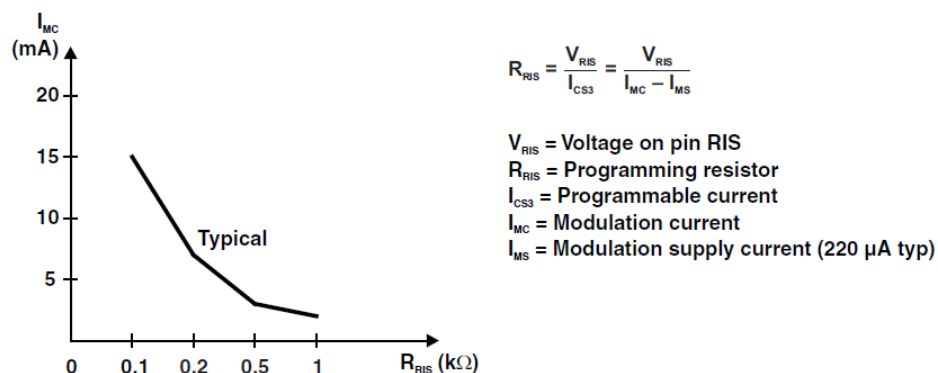 I_MC
(mA)
20
15
10
5
Typical
0 0.1 0.2 0.5 1 R_RIS (kΩ)
R_RIS = V_RIS / I_CS3 = V_RIS / (I_MC – I_MS)
V_RIS = Voltage on pin RIS
R_RIS = Programming resistor
I_CS3 = Programmable current
I_MC = Modulation current
I_MS = Modulation supply current (220 µA typ)